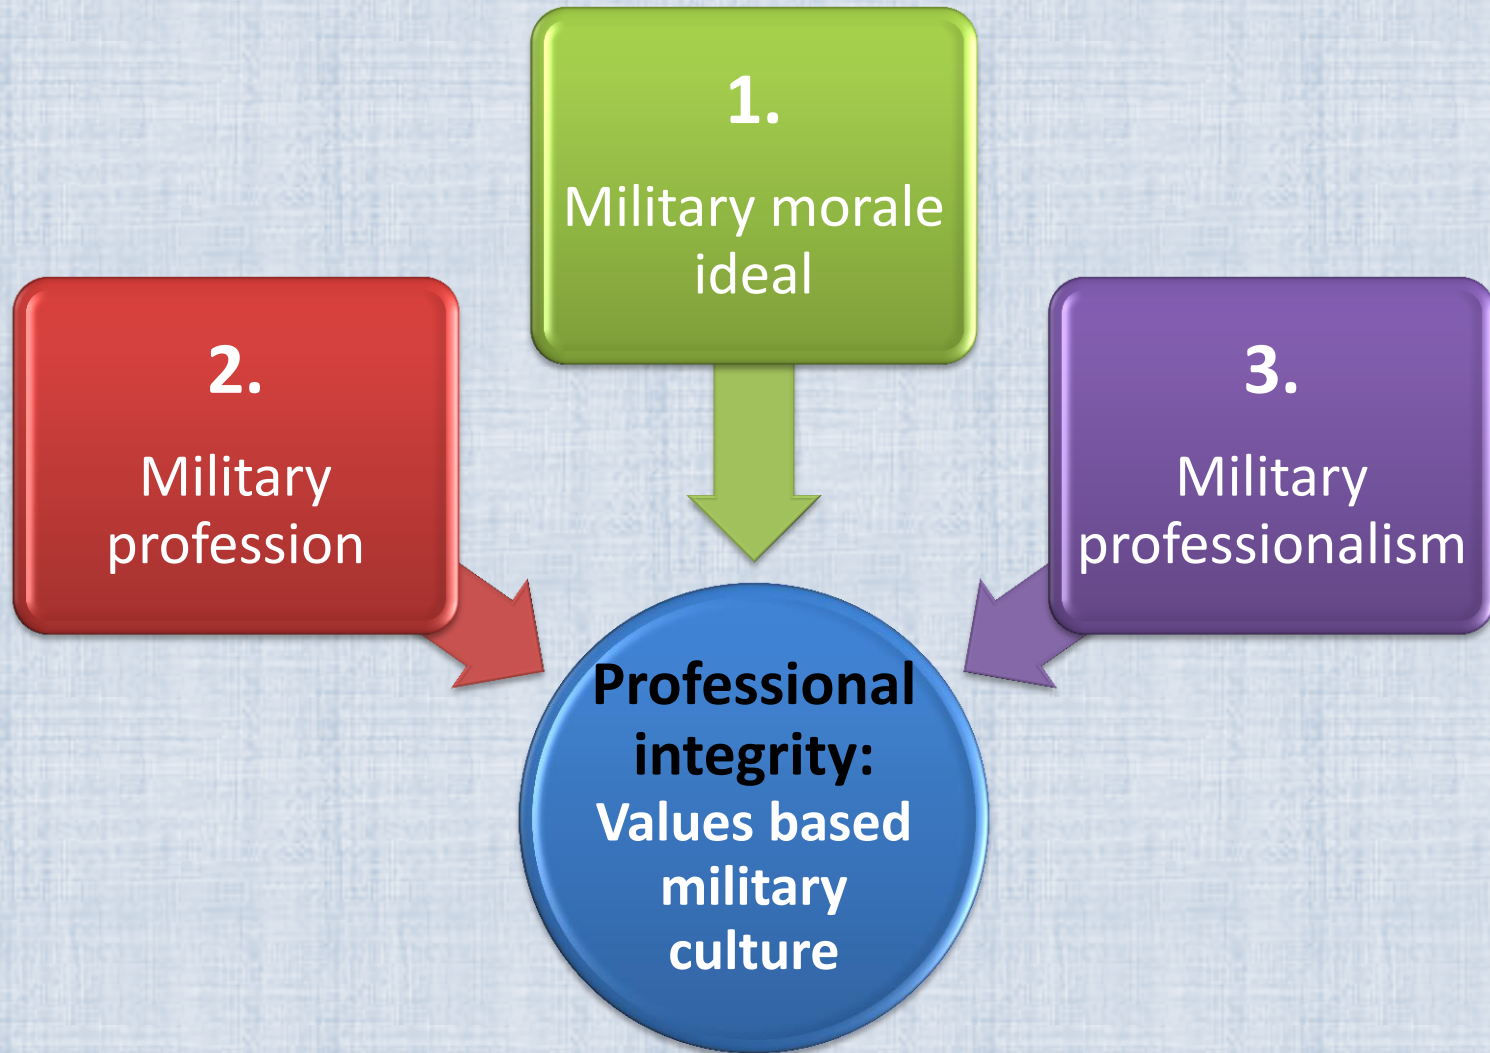 1.
Military morale
ideal
2.
Military
profession
3.
Military
professionalism
Professional
integrity:
Values based
military
culture